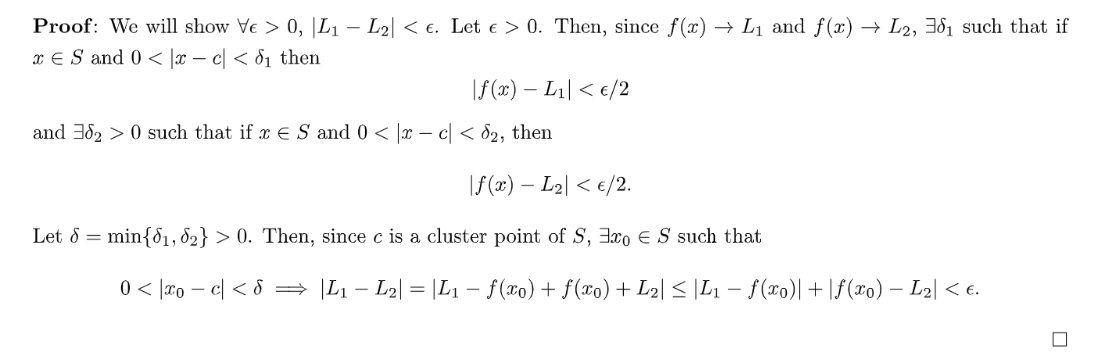 Proof: We will show ∀ϵ > 0, |L₁ − L₂| < ϵ. Let ϵ > 0. Then, since f(x) → L₁ and f(x) → L₂, ∃δ₁ such that if
x ∈ S and 0 < |x − c| < δ₁ then
|f(x) − L₁| < ϵ/2
and ∃δ₂ > 0 such that if x ∈ S and 0 < |x − c| < δ₂, then
|f(x) − L₂| < ϵ/2.
Let δ = min{δ₁, δ₂} > 0. Then, since c is a cluster point of S, ∃x₀ ∈ S such that
0 < |x₀ − c| < δ ⟹ |L₁ − L₂| = |L₁ − f(x₀) + f(x₀) + L₂| ≤ |L₁ − f(x₀)| + |f(x₀) − L₂| < ϵ.
□